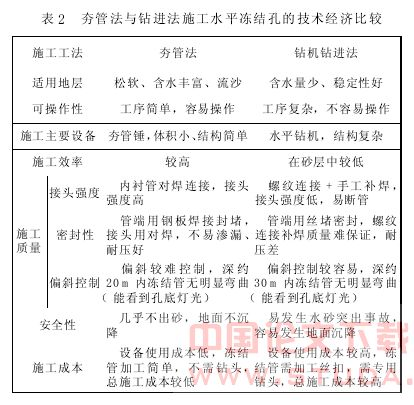 表 2 夯管法与钻进法施工水平冻结孔的技术经济比较
施工工法 夯管法 钻机钻进法
适用地层 松软、含水丰富、流沙 含水量少、稳定性好
可操作性 工序简单，容易操作 工序复杂，不容易操作
施工主要设备 夯管锤，体积小、结构简单 水平钻机，结构复杂
施工效率 较高 在砂层中较低
施工质量
接头强度 内衬管对焊连接，接头
强度高
螺纹连接 + 手工补焊，
接头强度低，易断管
密封性 管端用钢板焊接封堵，
接头用对焊，不易渗漏、
耐压好
管端用丝堵密封，螺纹
连接补焊质量难保证，耐
压差
偏斜控制 偏斜较难控制，深约
20 m 内冻结管无明显弯曲
（能看到孔底灯光）
偏斜控制较容易，深约
30 m 内冻结管无明显弯曲
（能看到孔底灯光）
安全性 几乎不出砂，地面不沉
降
易发生水砂突出事故，
容易发生地面沉降
施工成本 设备使用成本低，冻结
管加工简单，不需钻头，
总施工成本较低
设备使用成本较高，冻
结管需加工丝扣，需专用
钻头，总施工成本较高